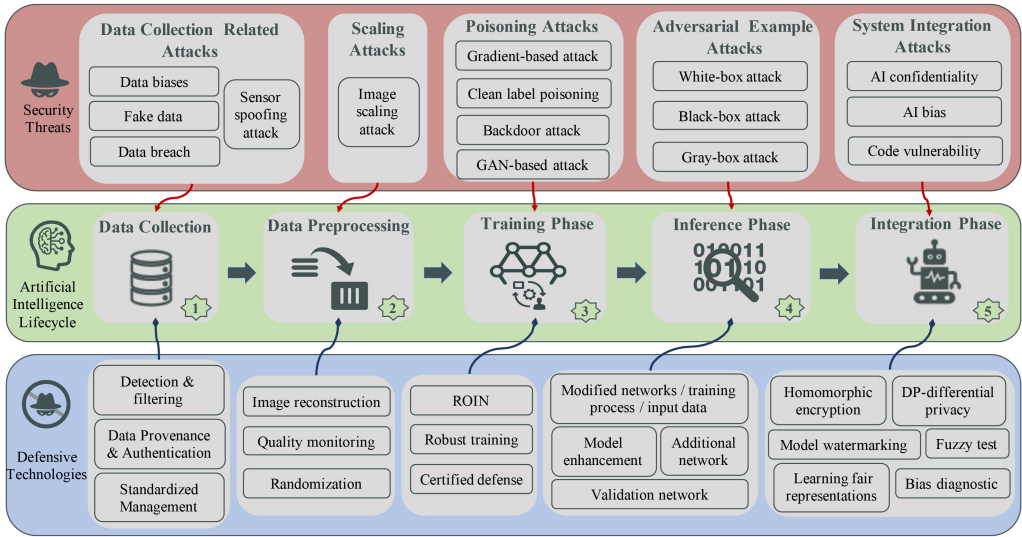 Security
Threats
Data Collection Related
Attacks
Data biases
Fake data
Data breach
Sensor
spoofing
attack
Scaling
Attacks
Image
scaling
attack
Poisoning Attacks
Gradient-based attack
Clean label poisoning
Backdoor attack
GAN-based attack
Adversarial Example
Attacks
White-box attack
Black-box attack
Gray-box attack
System Integration
Attacks
AI confidentiality
AI bias
Code vulnerability
Artificial
Intelligence
Lifecycle
Data Collection
1
Data Preprocessing
2
Training Phase
3
Inference Phase
010011
10110
001101
4
Integration Phase
5
Defensive
Technologies
Detection &
filtering
Data Provenance
& Authentication
Standardized
Management
Image reconstruction
Quality monitoring
Randomization
ROIN
Robust training
Certified defense
Modified networks / training
process / input data
Model
enhancement
Additional
network
Validation network
Homomorphic
encryption
DP-differential
privacy
Model watermarking
Fuzzy test
Learning fair
representations
Bias diagnostic